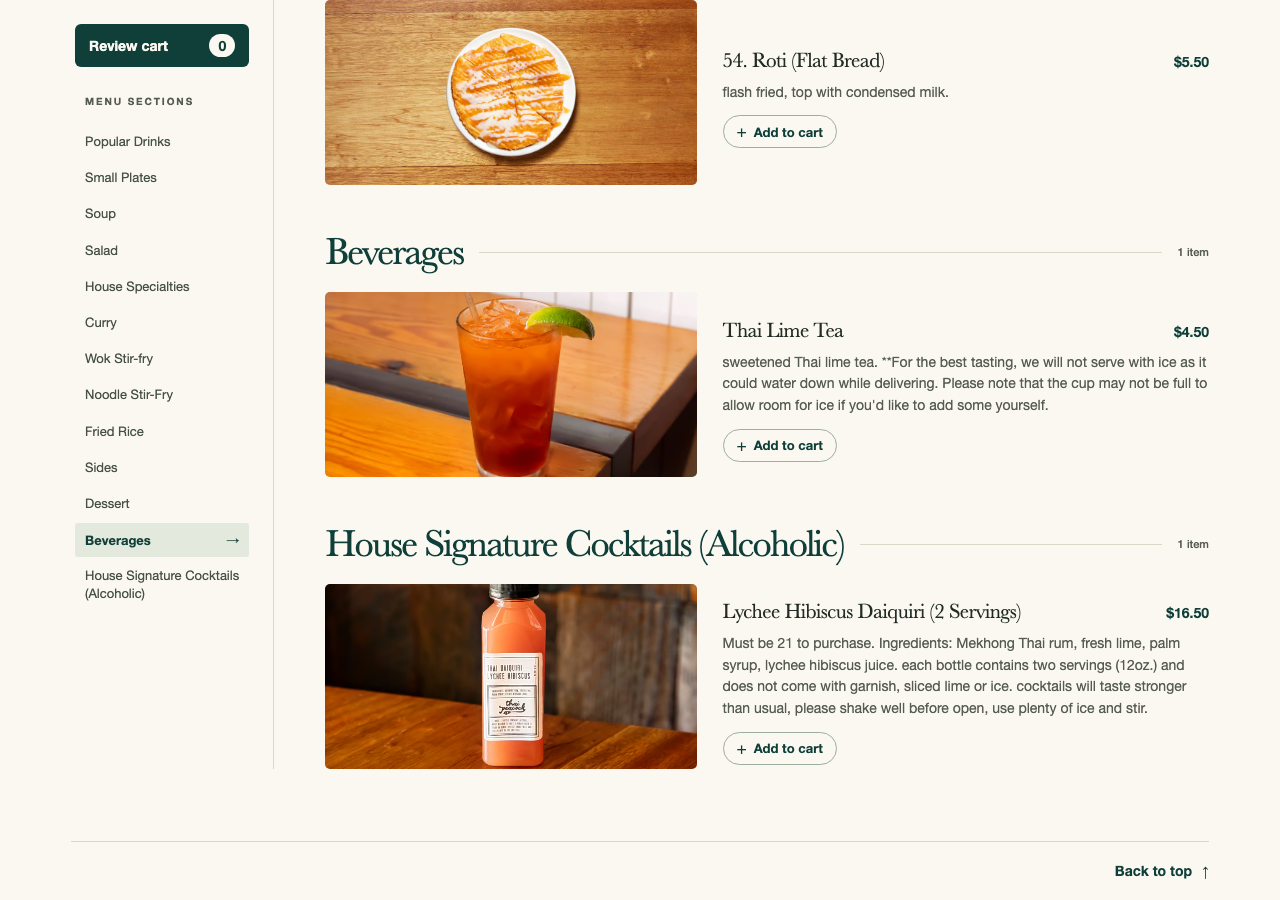 Review cart 0
MENU SECTIONS
Popular Drinks
Small Plates
Soup
Salad
House Specialties
Curry
Wok Stir-fry
Noodle Stir-Fry
Fried Rice
Sides
Dessert
Beverages →
House Signature Cocktails
(Alcoholic)
54. Roti (Flat Bread) $5.50
flash fried, top with condensed milk.
+ Add to cart
Beverages 1 item
Thai Lime Tea $4.50
sweetened Thai lime tea. **For the best tasting, we will not serve with ice as it
could water down while delivering. Please note that the cup may not be full to
allow room for ice if you'd like to add some yourself.
+ Add to cart
House Signature Cocktails (Alcoholic) 1 item
THAI DAIQUIRI
LYCHEE HIBISCUS
thai
peacock
Lychee Hibiscus Daiquiri (2 Servings) $16.50
Must be 21 to purchase. Ingredients: Mekhong Thai rum, fresh lime, palm
syrup, lychee hibiscus juice. each bottle contains two servings (12oz.) and
does not come with garnish, sliced lime or ice. cocktails will taste stronger
than usual, please shake well before open, use plenty of ice and stir.
+ Add to cart
Back to top ↑